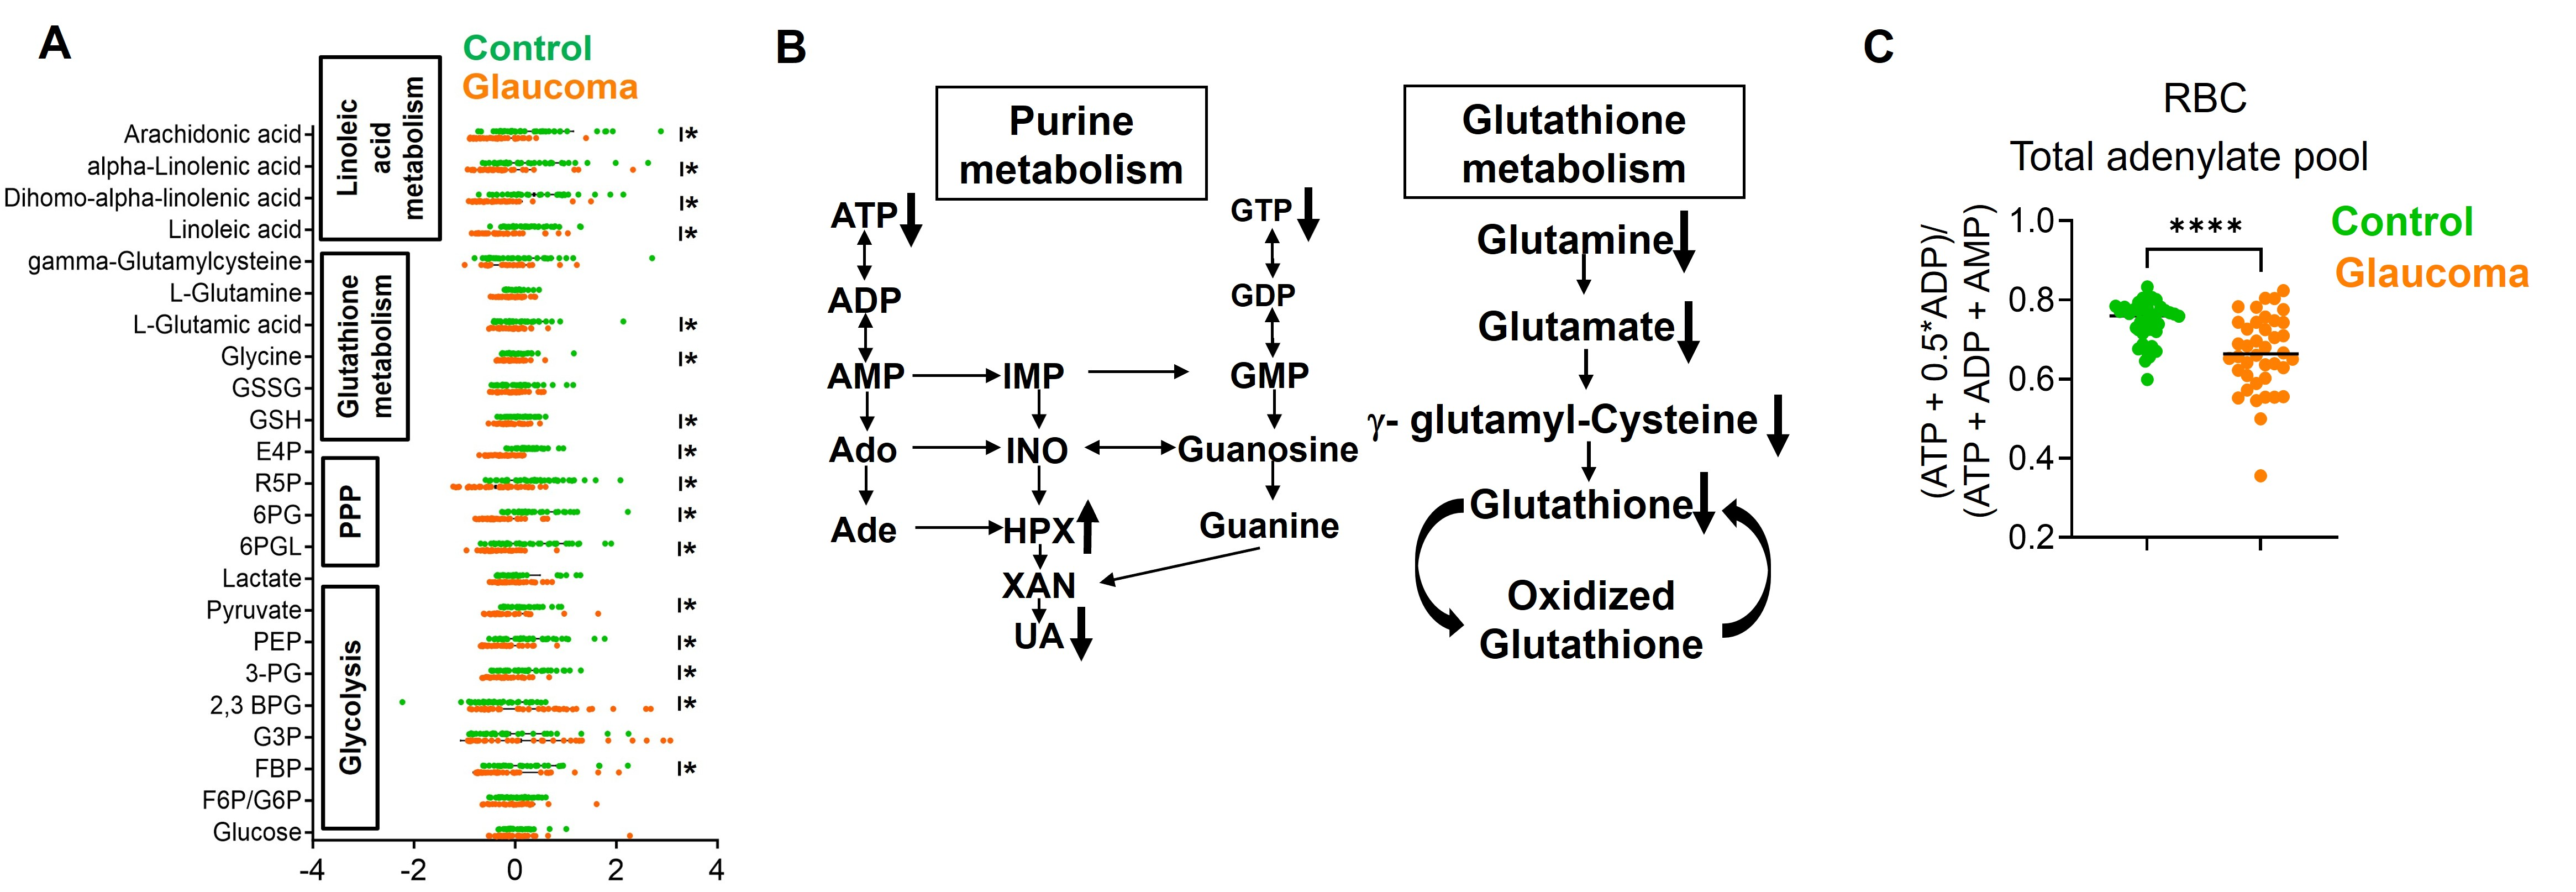 A
Control
Glaucoma
Linoleic
acid
metabolism
Arachidonic acid
I*
alpha-Linolenic acid
I*
Dihomo-alpha-linolenic acid
I*
Linoleic acid
I*
Glutathione
metabolism
gamma-Glutamylcysteine
L-Glutamine
L-Glutamic acid
I*
Glycine
I*
GSSG
GSH
I*
PPP
E4P
I*
R5P
I*
6PG
I*
6PGL
I*
Glycolysis
Lactate
Pyruvate
I*
PEP
I*
3-PG
I*
2,3 BPG
I*
G3P
FBP
I*
F6P/G6P
Glucose
-4 -2 0 2 4
B
Purine
metabolism
ATP
GTP
ADP
GDP
AMP
IMP
GMP
Ado
INO
Guanosine
Ade
HPX
Guanine
XAN
UA
Glutathione
metabolism
Glutamine
Glutamate
γ- glutamyl-Cysteine
Glutathione
Oxidized
Glutathione
C
RBC
Total adenylate pool
Control
Glaucoma
****
(ATP + 0.5*ADP)/
(ATP + ADP + AMP)
1.0
0.8
0.6
0.4
0.2